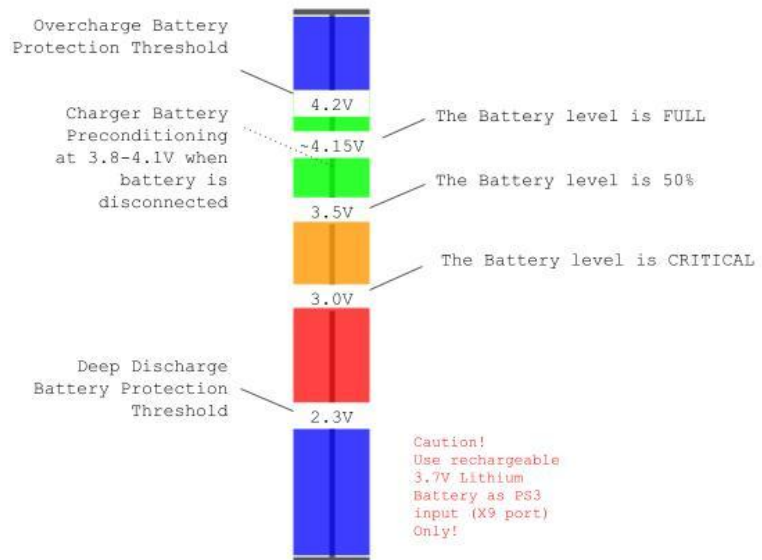 Overcharge Battery
Protection Threshold
4.2V
Charger Battery
Preconditioning
at 3.8-4.1V when
battery is
disconnected
The Battery level is FULL
~4.15V
The Battery level is 50%
3.5V
The Battery level is CRITICAL
3.0V
Deep Discharge
Battery Protection
Threshold
2.3V
Caution!
Use rechargeable
3.7V Lithium
Battery as PS3
input (X9 port)
Only!